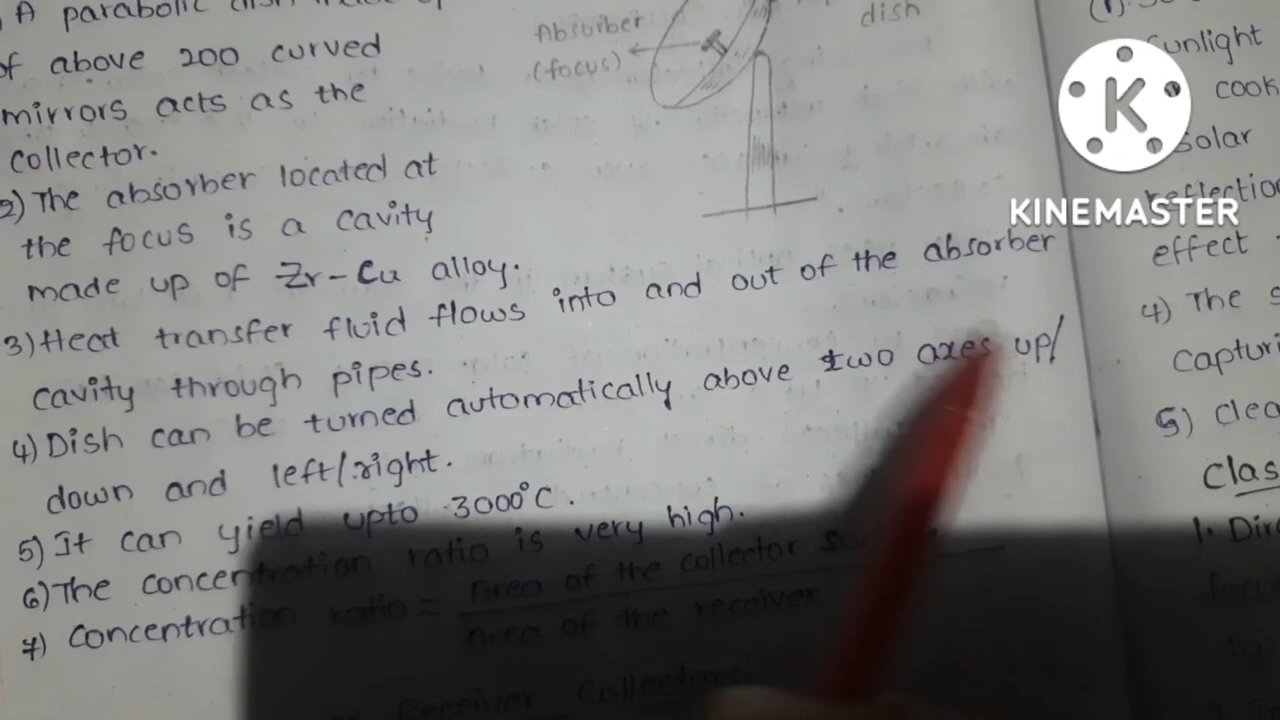 A parabolic
of above 200 curved
mirrors acts as the
collector.
2) The absorber located at
the focus is a cavity
made up of Zr-Cu alloy.
3) Heat transfer fluid flows into and out of the absorber
cavity through pipes.
4) Dish can be turned automatically above two axes up/
down and left/right.
5) It can yield upto 3000°C.
6) The concentration ratio is very high.
7) Concentration ratio = Area of the collector
Area of the receiver
Receiver
Absorber
(focus)
dish
sunlight
cook
solar
reflection
effect
4) The
capturi
5) clea
Clas
1. Dir
KINEMASTER